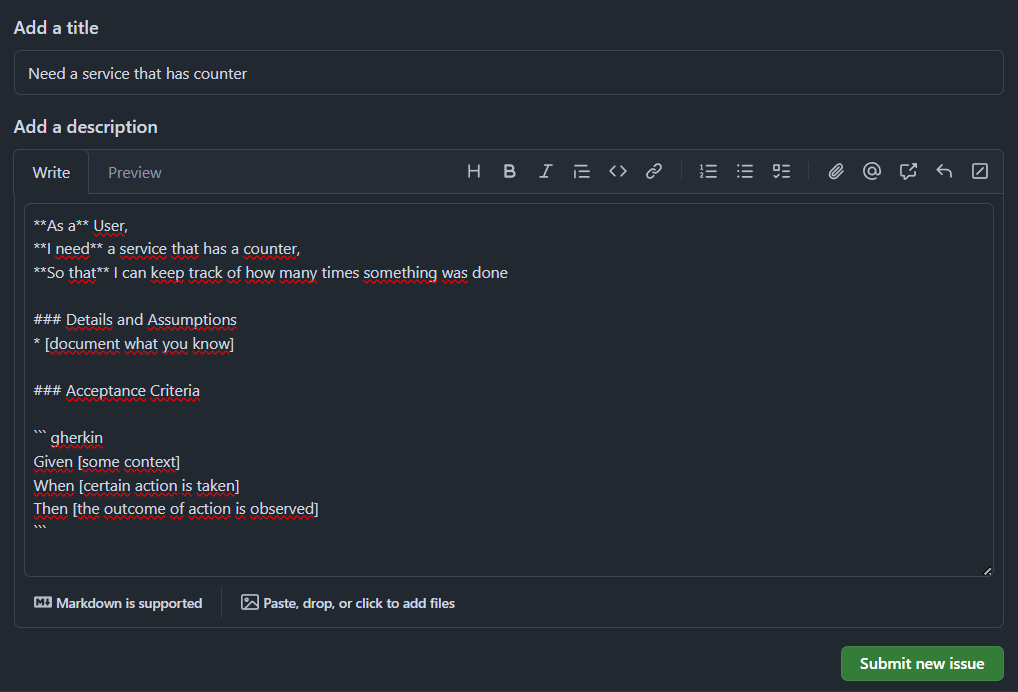 Add a title
Need a service that has counter
Add a description
Write Preview
**As a** User,
**I need** a service that has a counter,
**So that** I can keep track of how many times something was done
### Details and Assumptions
* [document what you know]
### Acceptance Criteria
``` gherkin
Given [some context]
When [certain action is taken]
Then [the outcome of action is observed]
```
Markdown is supported Paste, drop, or click to add files
Submit new issue